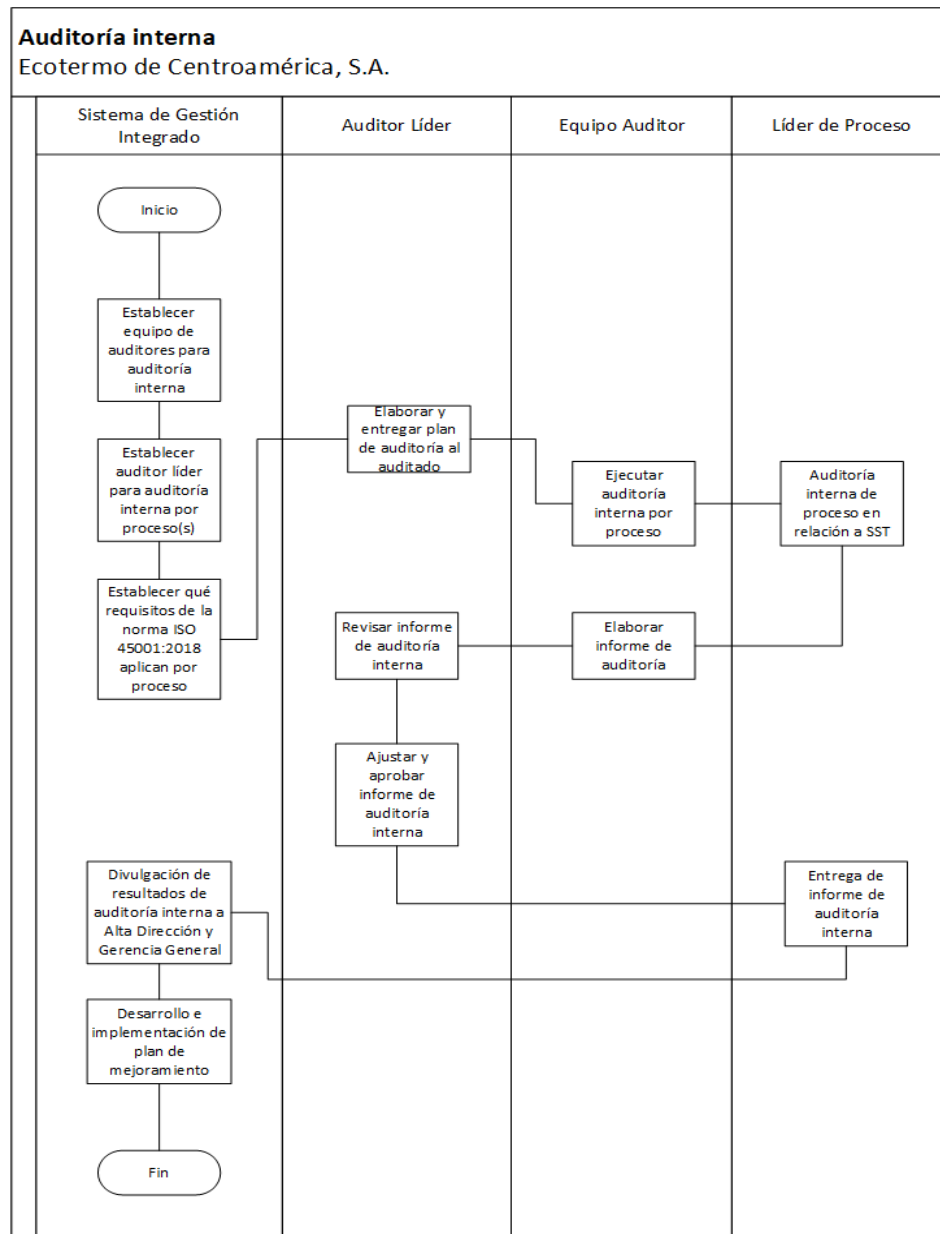 Auditoría interna
Ecotermo de Centroamérica, S.A.
Sistema de Gestión
Integrado
Auditor Líder
Equipo Auditor
Líder de Proceso
Inicio
Establecer
equipo de
auditores para
auditoría
interna
Establecer
auditor líder
para auditoría
interna por
proceso(s)
Establecer qué
requisitos de la
norma ISO
45001:2018
aplican por
proceso
Elaborar y
entregar plan
de auditoría al
auditado
Ejecutar
auditoría
interna por
proceso
Auditoría
interna de
proceso en
relación a SST
Elaborar
informe de
auditoría
Revisar informe
de auditoría
interna
Ajustar y
aprobar
informe de
auditoría
interna
Entrega de
informe de
auditoría
interna
Divulgación de
resultados de
auditoría interna a
Alta Dirección y
Gerencia General
Desarrollo e
implementación de
plan de
mejoramiento
Fin